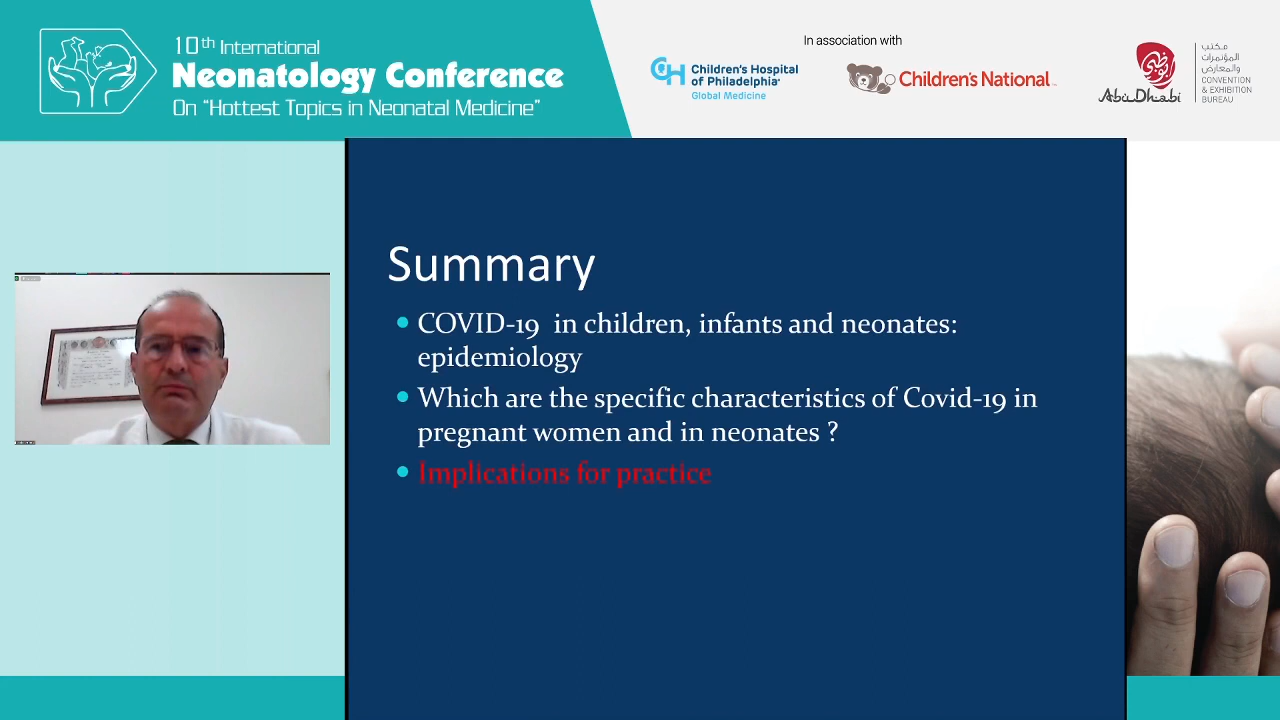 10th International
Neonatology Conference
On "Hottest Topics in Neonatal Medicine"
In association with
Children's Hospital
of Philadelphia
Global Medicine
Children's National
أبوظبي
Abu Dhabi
مكتب
المؤتمرات
والمعارض
CONVENTION
& EXHIBITION
BUREAU
Summary
• COVID-19 in children, infants and neonates:
epidemiology
• Which are the specific characteristics of Covid-19 in
pregnant women and in neonates ?
• Implications for practice